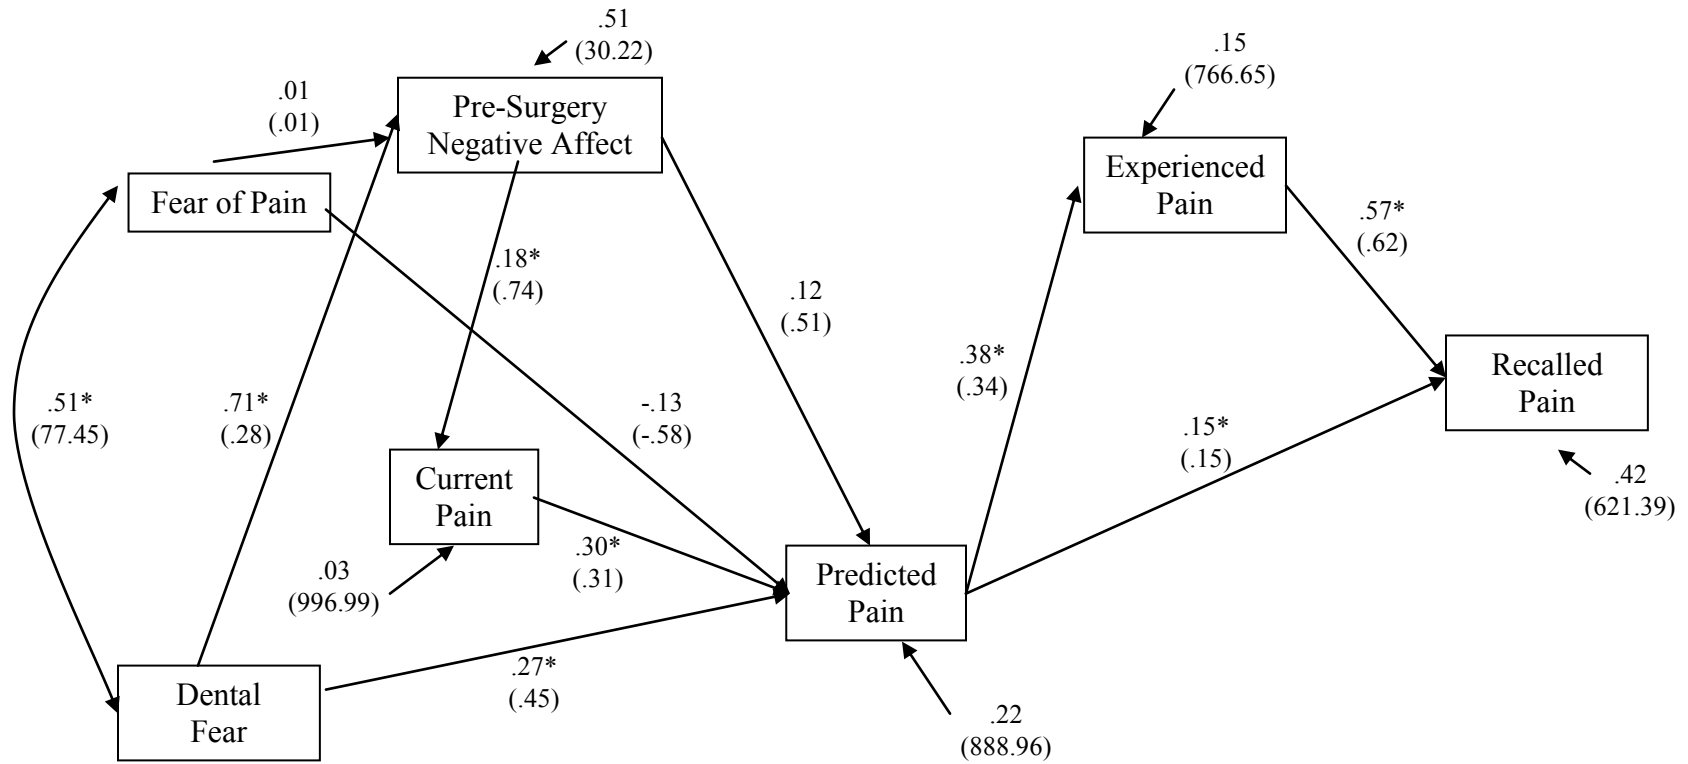 .51
(30.22)
.15
(766.65)
.01
(.01)
Pre-Surgery
Negative Affect
Experienced
Pain
Fear of Pain
.57*
(.62)
.18*
(.74)
.12
(.51)
.38*
(.34)
Recalled
Pain
.51*
(77.45)
.71*
(.28)
-.13
(-.58)
.15*
(.15)
Current
Pain
.42
(621.39)
.30*
(.31)
.03
(996.99)
Predicted
Pain
.27*
(.45)
Dental
Fear
.22
(888.96)